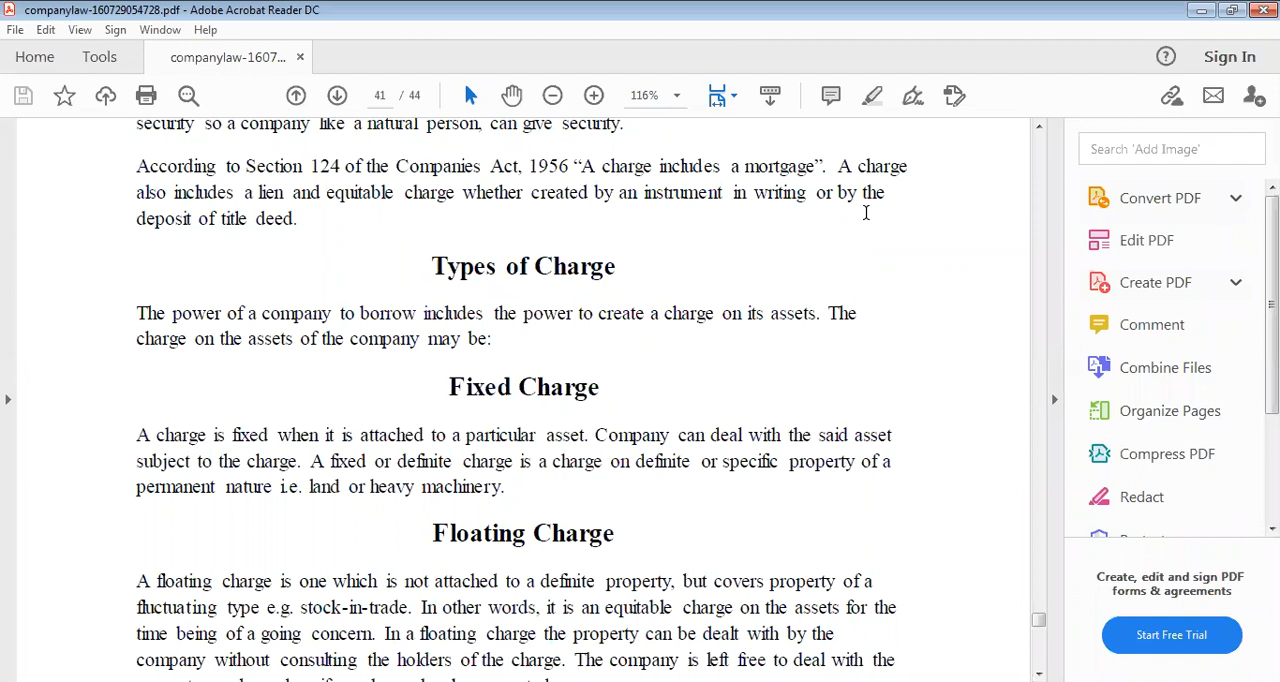 companylaw-160729054728.pdf - Adobe Acrobat Reader DC
File Edit View Sign Window Help
Home Tools companylaw-1607... × Sign In
41 / 44 116%
security so a company like a natural person, can give security.
According to Section 124 of the Companies Act, 1956 “A charge includes a mortgage”. A charge
also includes a lien and equitable charge whether created by an instrument in writing or by the
deposit of title deed.
Types of Charge
The power of a company to borrow includes the power to create a charge on its assets. The
charge on the assets of the company may be:
Fixed Charge
A charge is fixed when it is attached to a particular asset. Company can deal with the said asset
subject to the charge. A fixed or definite charge is a charge on definite or specific property of a
permanent nature i.e. land or heavy machinery.
Floating Charge
A floating charge is one which is not attached to a definite property, but covers property of a
fluctuating type e.g. stock-in-trade. In other words, it is an equitable charge on the assets for the
time being of a going concern. In a floating charge the property can be dealt with by the
company without consulting the holders of the charge. The company is left free to deal with the
Search 'Add Image'
Convert PDF
Edit PDF
Create PDF
Comment
Combine Files
Organize Pages
Compress PDF
Redact
Create, edit and sign PDF
forms & agreements
Start Free Trial